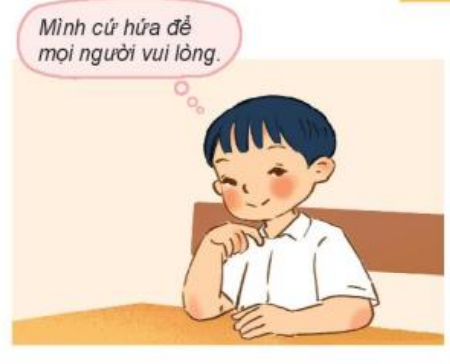 Mình cứ hứa để
mọi người vui lòng.